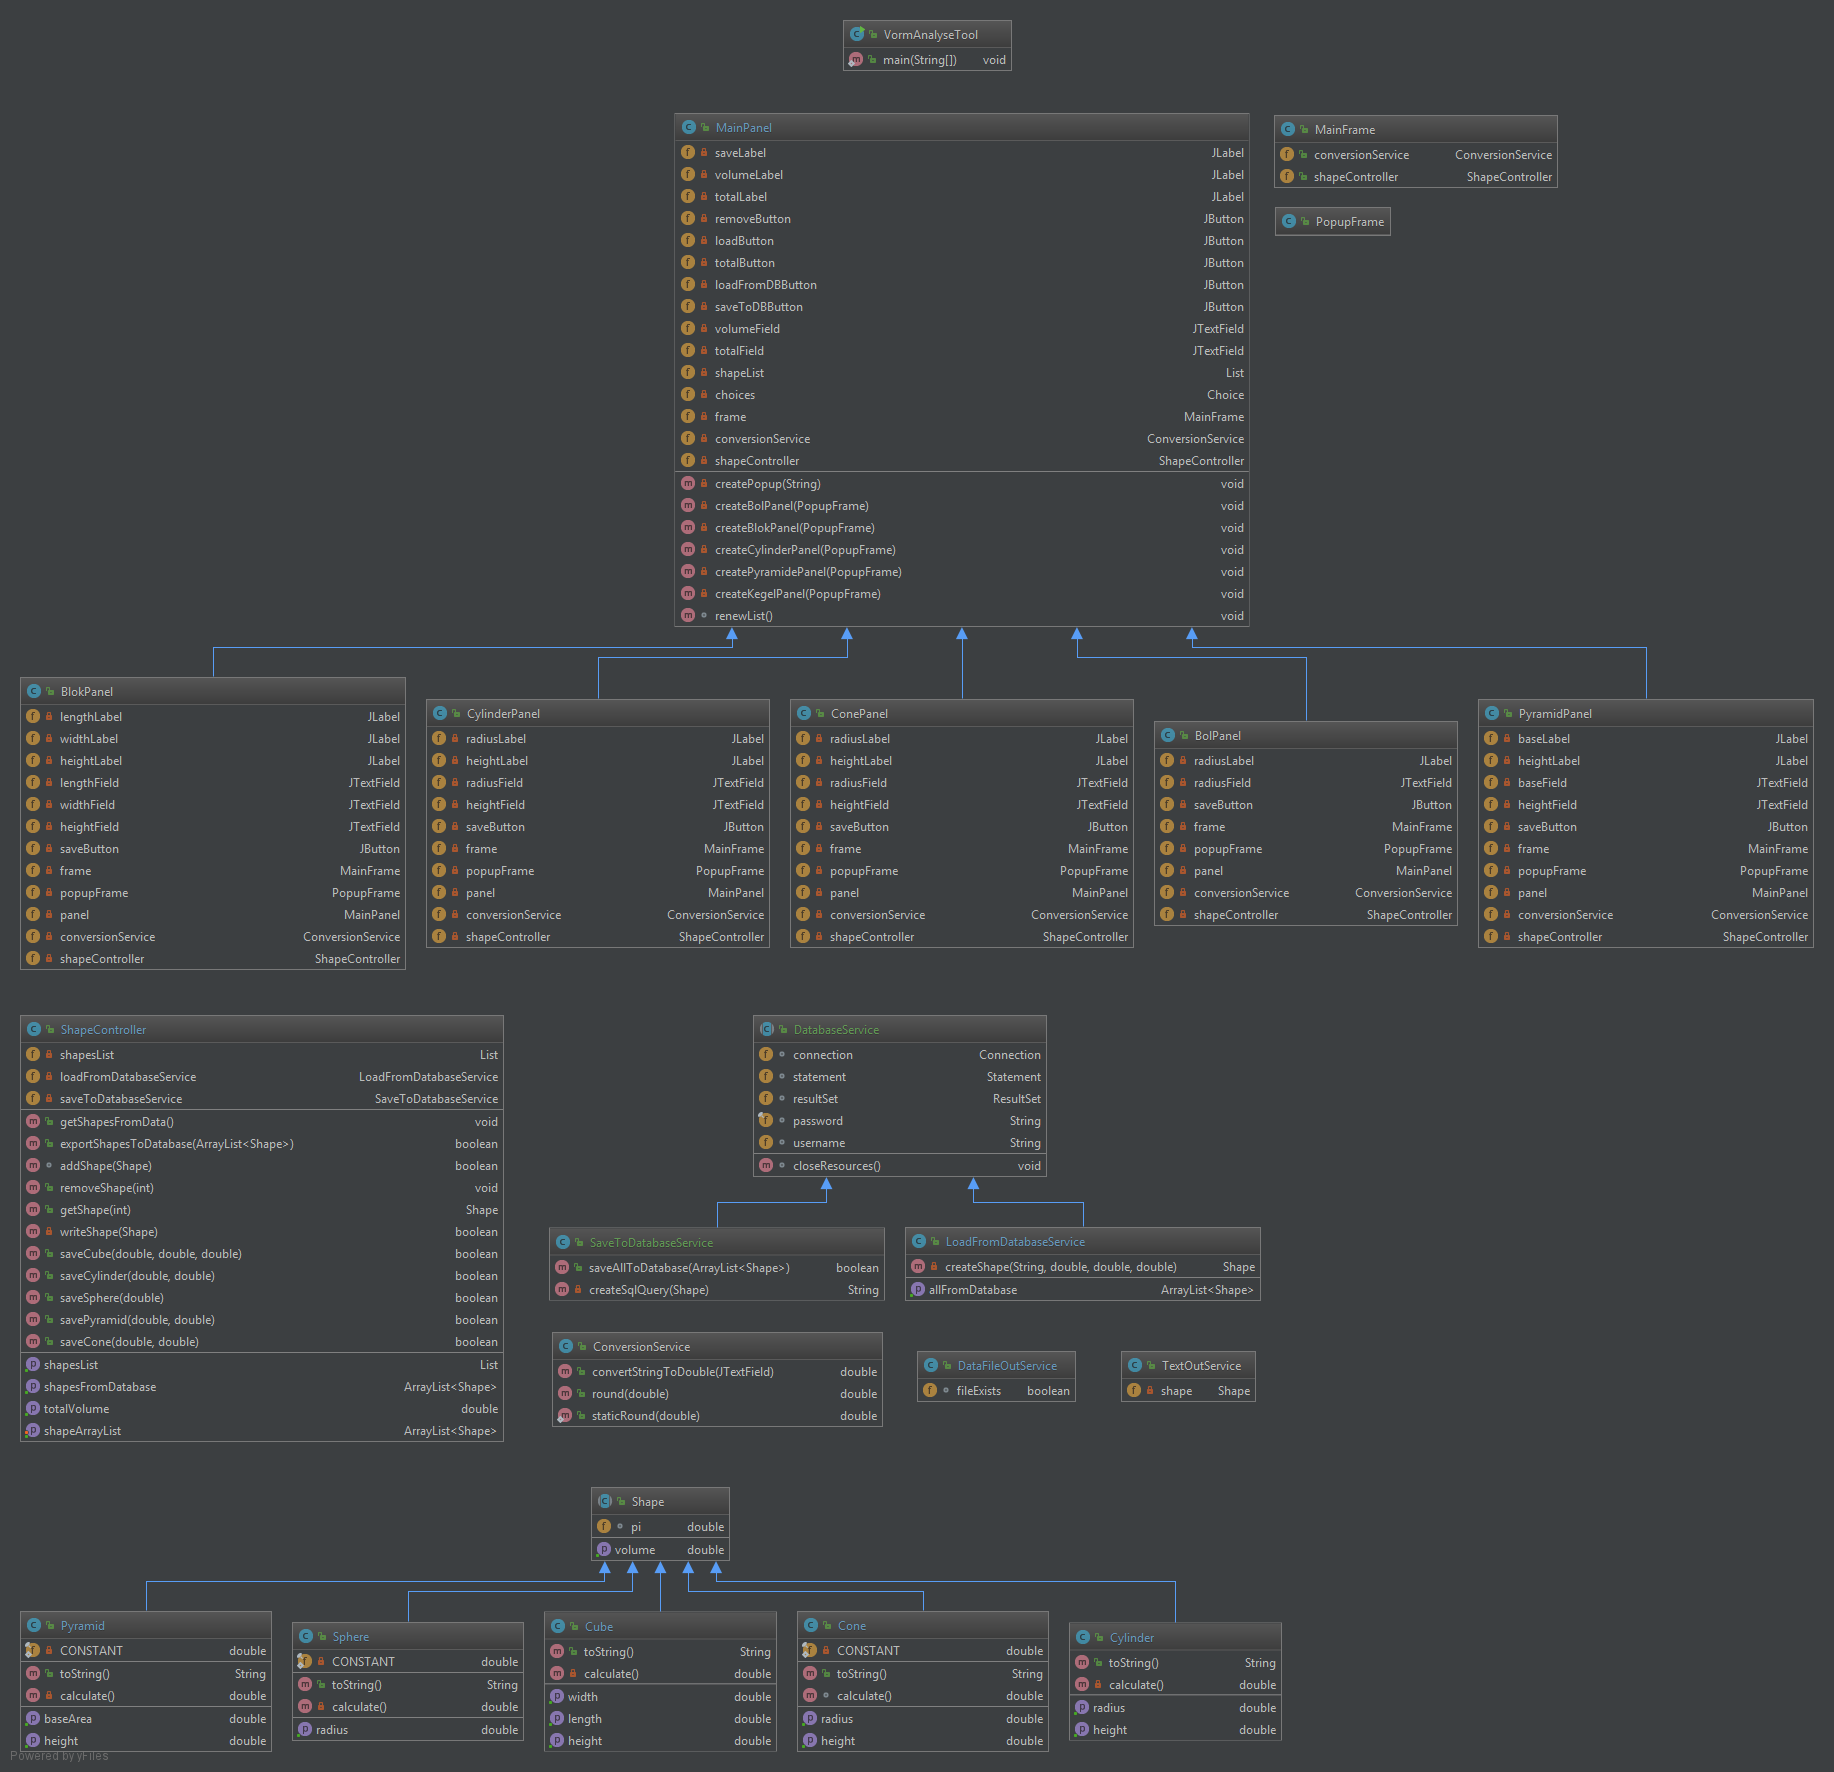 VormAnalyseTool
main(String[]) void
MainPanel
saveLabel JLabel
volumeLabel JLabel
totalLabel JLabel
removeButton JButton
loadButton JButton
totalButton JButton
loadFromDBButton JButton
saveToDBButton JButton
volumeField JTextField
totalField JTextField
shapeList List
choices Choice
frame MainFrame
conversionService ConversionService
shapeController ShapeController
createPopup(String) void
createBolPanel(PopupFrame) void
createBlokPanel(PopupFrame) void
createCylinderPanel(PopupFrame) void
createPyramidePanel(PopupFrame) void
createKegelPanel(PopupFrame) void
renewList() void
MainFrame
conversionService ConversionService
shapeController ShapeController
PopupFrame
BlokPanel
lengthLabel JLabel
widthLabel JLabel
heightLabel JLabel
lengthField JTextField
widthField JTextField
heightField JTextField
saveButton JButton
frame MainFrame
popupFrame PopupFrame
panel MainPanel
conversionService ConversionService
shapeController ShapeController
CylinderPanel
radiusLabel JLabel
heightLabel JLabel
radiusField JTextField
heightField JTextField
saveButton JButton
frame MainFrame
popupFrame PopupFrame
panel MainPanel
conversionService ConversionService
shapeController ShapeController
ConePanel
radiusLabel JLabel
heightLabel JLabel
radiusField JTextField
heightField JTextField
saveButton JButton
frame MainFrame
popupFrame PopupFrame
panel MainPanel
conversionService ConversionService
shapeController ShapeController
BolPanel
radiusLabel JLabel
radiusField JTextField
saveButton JButton
frame MainFrame
popupFrame PopupFrame
panel MainPanel
conversionService ConversionService
shapeController ShapeController
PyramidPanel
baseLabel JLabel
heightLabel JLabel
baseField JTextField
heightField JTextField
saveButton JButton
frame MainFrame
popupFrame PopupFrame
panel MainPanel
conversionService ConversionService
shapeController ShapeController
ShapeController
shapesList List
loadFromDatabaseService LoadFromDatabaseService
saveToDatabaseService SaveToDatabaseService
getShapesFromData() void
exportShapesToDatabase(ArrayList<Shape>) boolean
addShape(Shape) boolean
removeShape(int) void
getShape(int) Shape
writeShape(Shape) boolean
saveCube(double, double, double) boolean
saveCylinder(double, double) boolean
saveSphere(double) boolean
savePyramid(double, double) boolean
saveCone(double, double) boolean
shapesList List
shapesFromDatabase ArrayList<Shape>
totalVolume double
shapeArrayList ArrayList<Shape>
DatabaseService
connection Connection
statement Statement
resultSet ResultSet
password String
username String
closeResources() void
SaveToDatabaseService
saveAllToDatabase(ArrayList<Shape>) boolean
createSqlQuery(Shape) String
LoadFromDatabaseService
createShape(String, double, double, double) Shape
allFromDatabase ArrayList<Shape>
ConversionService
convertStringToDouble(JTextField) double
round(double) double
staticRound(double) double
DataFileOutService
fileExists boolean
TextOutService
shape Shape
Shape
pi double
volume double
Pyramid
CONSTANT double
toString() String
calculate() double
baseArea double
height double
Sphere
CONSTANT double
toString() String
calculate() double
radius double
Cube
toString() String
calculate() double
width double
length double
height double
Cone
CONSTANT double
toString() String
calculate() double
radius double
height double
Cylinder
toString() String
calculate() double
radius double
height double
Powered by yFiles